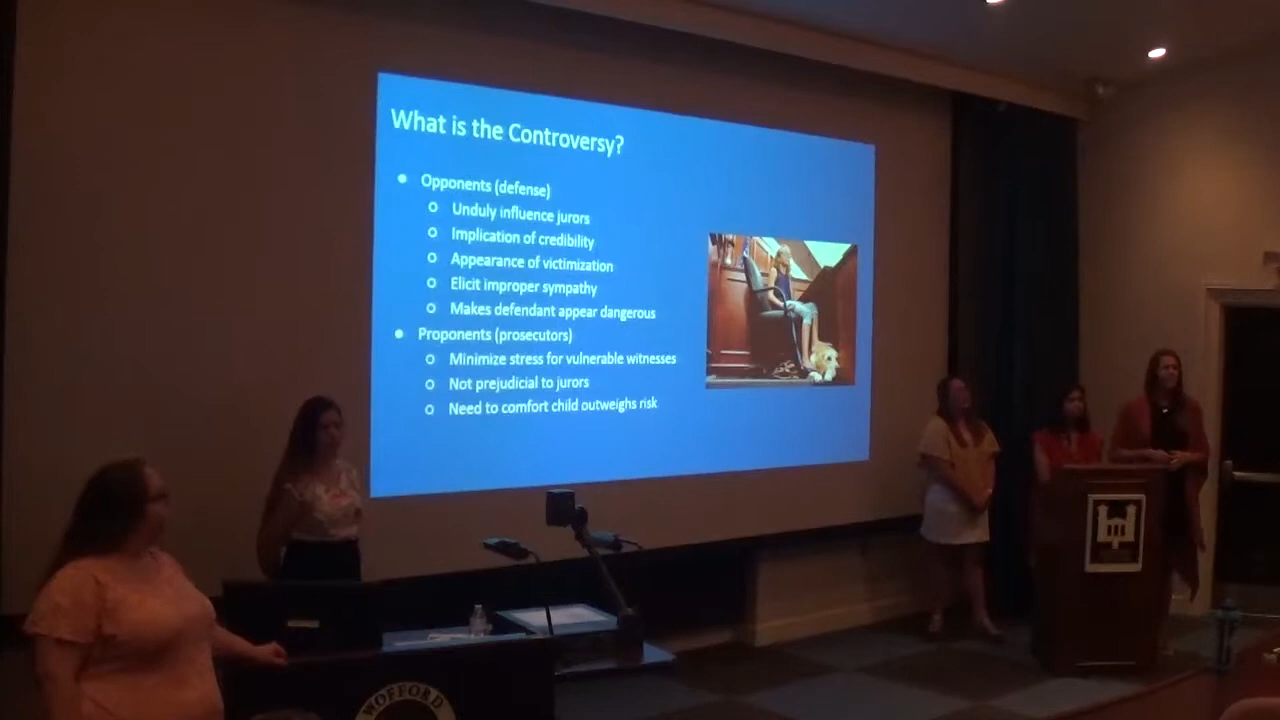 What is the Controversy?
Opponents (defense)
Unduly influence jurors
Implication of credibility
Appearance of victimization
Elicit improper sympathy
Makes defendant appear dangerous
Proponents (prosecutors)
Minimize stress for vulnerable witnesses
Not prejudicial to jurors
Need to comfort child outweighs risk
WOFFORD